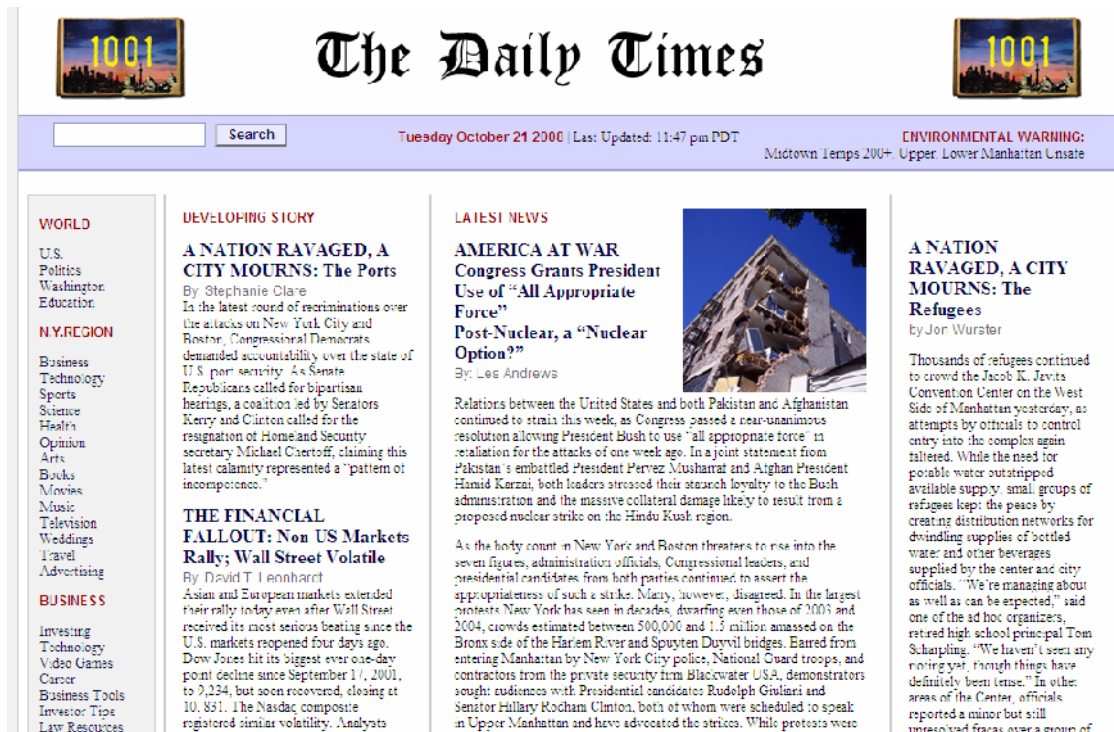 1001
The Daily Times
1001
Search
Tuesday October 21 2008 | Last Updated: 11:47 pm PDT
ENVIRONMENTAL WARNING:
Midtown Temps 200+. Upper, Lower Manhattan Unsafe
WORLD
U.S.
Politics
Washington
Education
N.Y.REGION
Business
Technology
Sports
Science
Health
Opinion
Arts
Books
Movies
Music
Television
Weddings
Travel
Advertising
BUSINESS
Investing
Technology
Video Games
Career
Business Tools
Investor Tips
Law Resources
DEVELOPING STORY
A NATION RAVAGED, A
CITY MOURNS: The Ports
By: Stephanie Clare
In the latest round of recriminations over
the attacks on New York City and
Boston, Congressional Democrats
demanded accountability over the state of
U.S. port security. As Senate
Republicans called for bipartisan
hearings, a coalition led by Senators
Kerry and Clinton called for the
resignation of Homeland Security
secretary Michael Chertoff, claiming this
latest calamity represented a "pattern of
incompetence."
THE FINANCIAL
FALLOUT: Non US Markets
Rally; Wall Street Volatile
By: David T. Leonhardt
Asian and European markets extended
their rally today even after Wall Street
received its most serious beating since the
U.S. markets reopened four days ago.
Dow Jones hit its biggest ever one-day
point decline since September 17, 2001,
to 9,234, but soon recovered, closing at
10. 831. The Nasdaq composite
registered similar volatility. Analysts
LATEST NEWS
AMERICA AT WAR
Congress Grants President
Use of "All Appropriate
Force"
Post-Nuclear, a "Nuclear
Option?"
By: Les Andrews
Relations between the United States and both Pakistan and Afghanistan
continued to strain this week, as Congress passed a near-unanimous
resolution allowing President Bush to use "all appropriate force" in
retaliation for the attacks of one week ago. In a joint statement from
Pakistan's embattled President Pervez Musharraf and Afghan President
Hamid Karzai, both leaders stressed their staunch loyalty to the Bush
administration and the massive collateral damage likely to result from a
proposed nuclear strike on the Hindu Kush region.
As the body count in New York and Boston threatens to rise into the
seven figures, administration officials, Congressional leaders, and
presidential candidates from both parties continued to assert the
appropriateness of such a strike. Many, however, disagreed. In the largest
protests New York has seen in decades, dwarfing even those of 2003 and
2004, crowds estimated between 500,000 and 1.5 million amassed on the
Bronx side of the Harlem River and Spuyten Duyvil bridges. Barred from
entering Manhattan by New York City police, National Guard troops, and
contractors from the private security firm Blackwater USA, demonstrators
sought audiences with Presidential candidates Rudolph Giuliani and
Senator Hillary Rodham Clinton, both of whom were scheduled to speak
in Upper Manhattan and have advocated the strikes. While protests were
A NATION
RAVAGED, A CITY
MOURNS: The
Refugees
by Jon Wurster
Thousands of refugees continued
to crowd the Jacob K. Javits
Convention Center on the West
Side of Manhattan yesterday, as
attempts by officials to control
entry into the complex again
faltered. While the need for
potable water outstripped
available supply, small groups of
refugees kept the peace by
creating distribution networks for
dwindling supplies of bottled
water and other beverages
supplied by the center and city
officials. "We're managing about
as well as can be expected," said
one of the ad hoc organizers,
retired high school principal Tom
Scharpling. "We haven't seen any
rioting yet, though things have
definitely been tense." In other
areas of the Center, officials
reported a minor but still
unresolved fracas over a group of